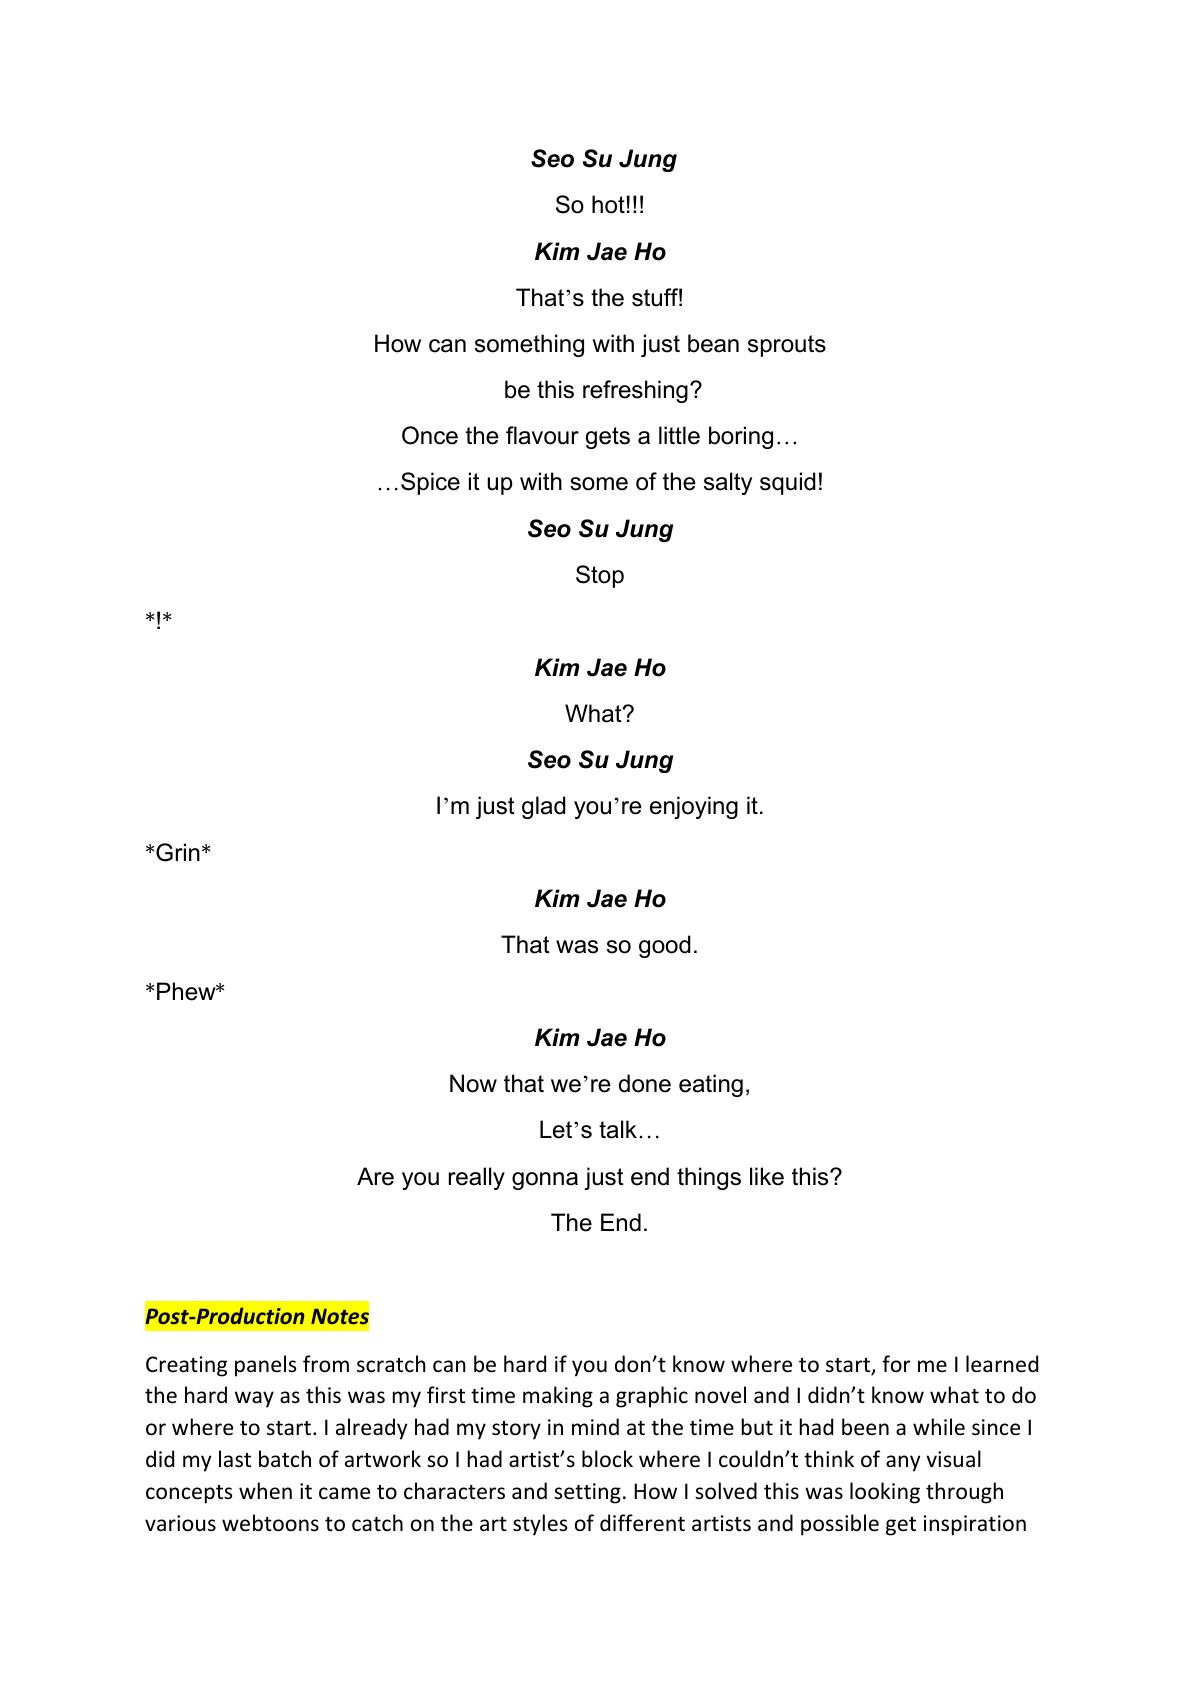 Seo Su Jung
So hot!!!
Kim Jae Ho
That’s the stuff!
How can something with just bean sprouts
be this refreshing?
Once the flavour gets a little boring…
…Spice it up with some of the salty squid!
Seo Su Jung
Stop
*!*
Kim Jae Ho
What?
Seo Su Jung
I’m just glad you’re enjoying it.
*Grin*
Kim Jae Ho
That was so good.
*Phew*
Kim Jae Ho
Now that we’re done eating,
Let’s talk…
Are you really gonna just end things like this?
The End.
Post-Production Notes
Creating panels from scratch can be hard if you don’t know where to start, for me I learned
the hard way as this was my first time making a graphic novel and I didn’t know what to do
or where to start. I already had my story in mind at the time but it had been a while since I
did my last batch of artwork so I had artist’s block where I couldn’t think of any visual
concepts when it came to characters and setting. How I solved this was looking through
various webtoons to catch on the art styles of different artists and possible get inspiration